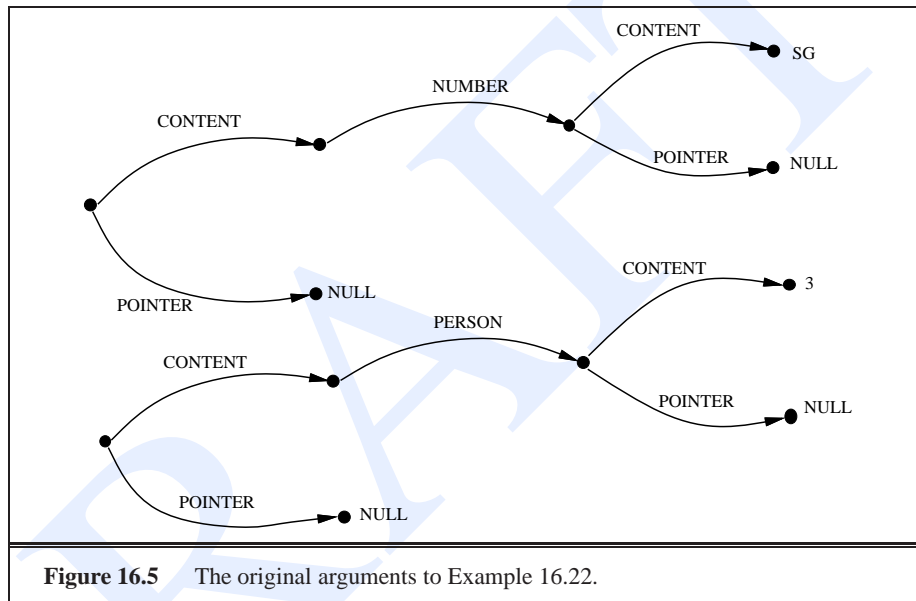 CONTENT
SG
NUMBER
CONTENT
POINTER
NULL
CONTENT
3
POINTER
NULL
PERSON
CONTENT
POINTER
NULL
POINTER
NULL
Figure 16.5 The original arguments to Example 16.22.
RAFT